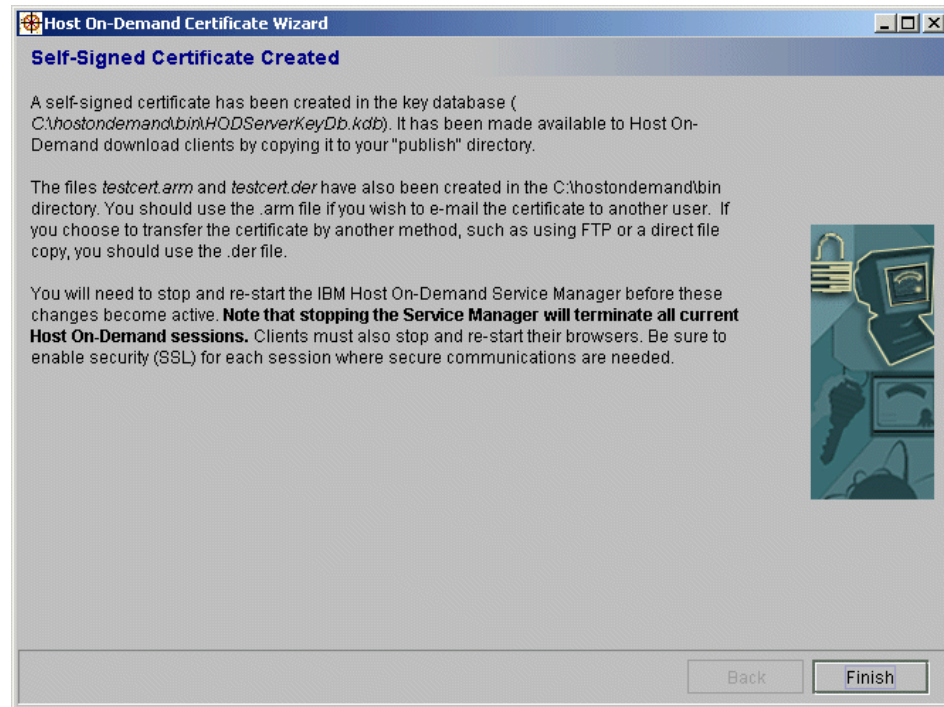 Host On-Demand Certificate Wizard
Self-Signed Certificate Created
A self-signed certificate has been created in the key database (
C:\hostondemand\bin\HODServerKeyDb.kdb). It has been made available to Host On-
Demand download clients by copying it to your "publish" directory.
The files testcert.arm and testcert.der have also been created in the C:\hostondemand\bin
directory. You should use the .arm file if you wish to e-mail the certificate to another user. If
you choose to transfer the certificate by another method, such as using FTP or a direct file
copy, you should use the .der file.
You will need to stop and re-start the IBM Host On-Demand Service Manager before these
changes become active. Note that stopping the Service Manager will terminate all current
Host On-Demand sessions. Clients must also stop and re-start their browsers. Be sure to
enable security (SSL) for each session where secure communications are needed.
Back
Finish